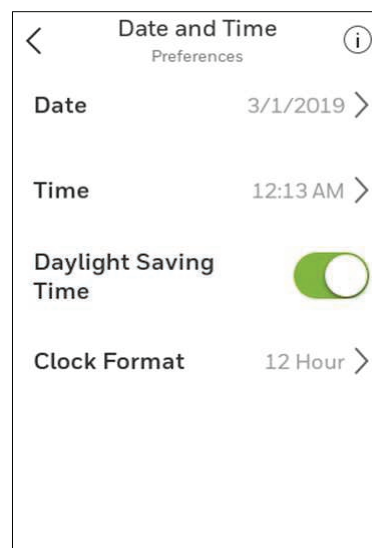 Date and Time
Preferences
i
Date 3/1/2019
Time 12:13 AM
Daylight Saving
Time
Clock Format 12 Hour